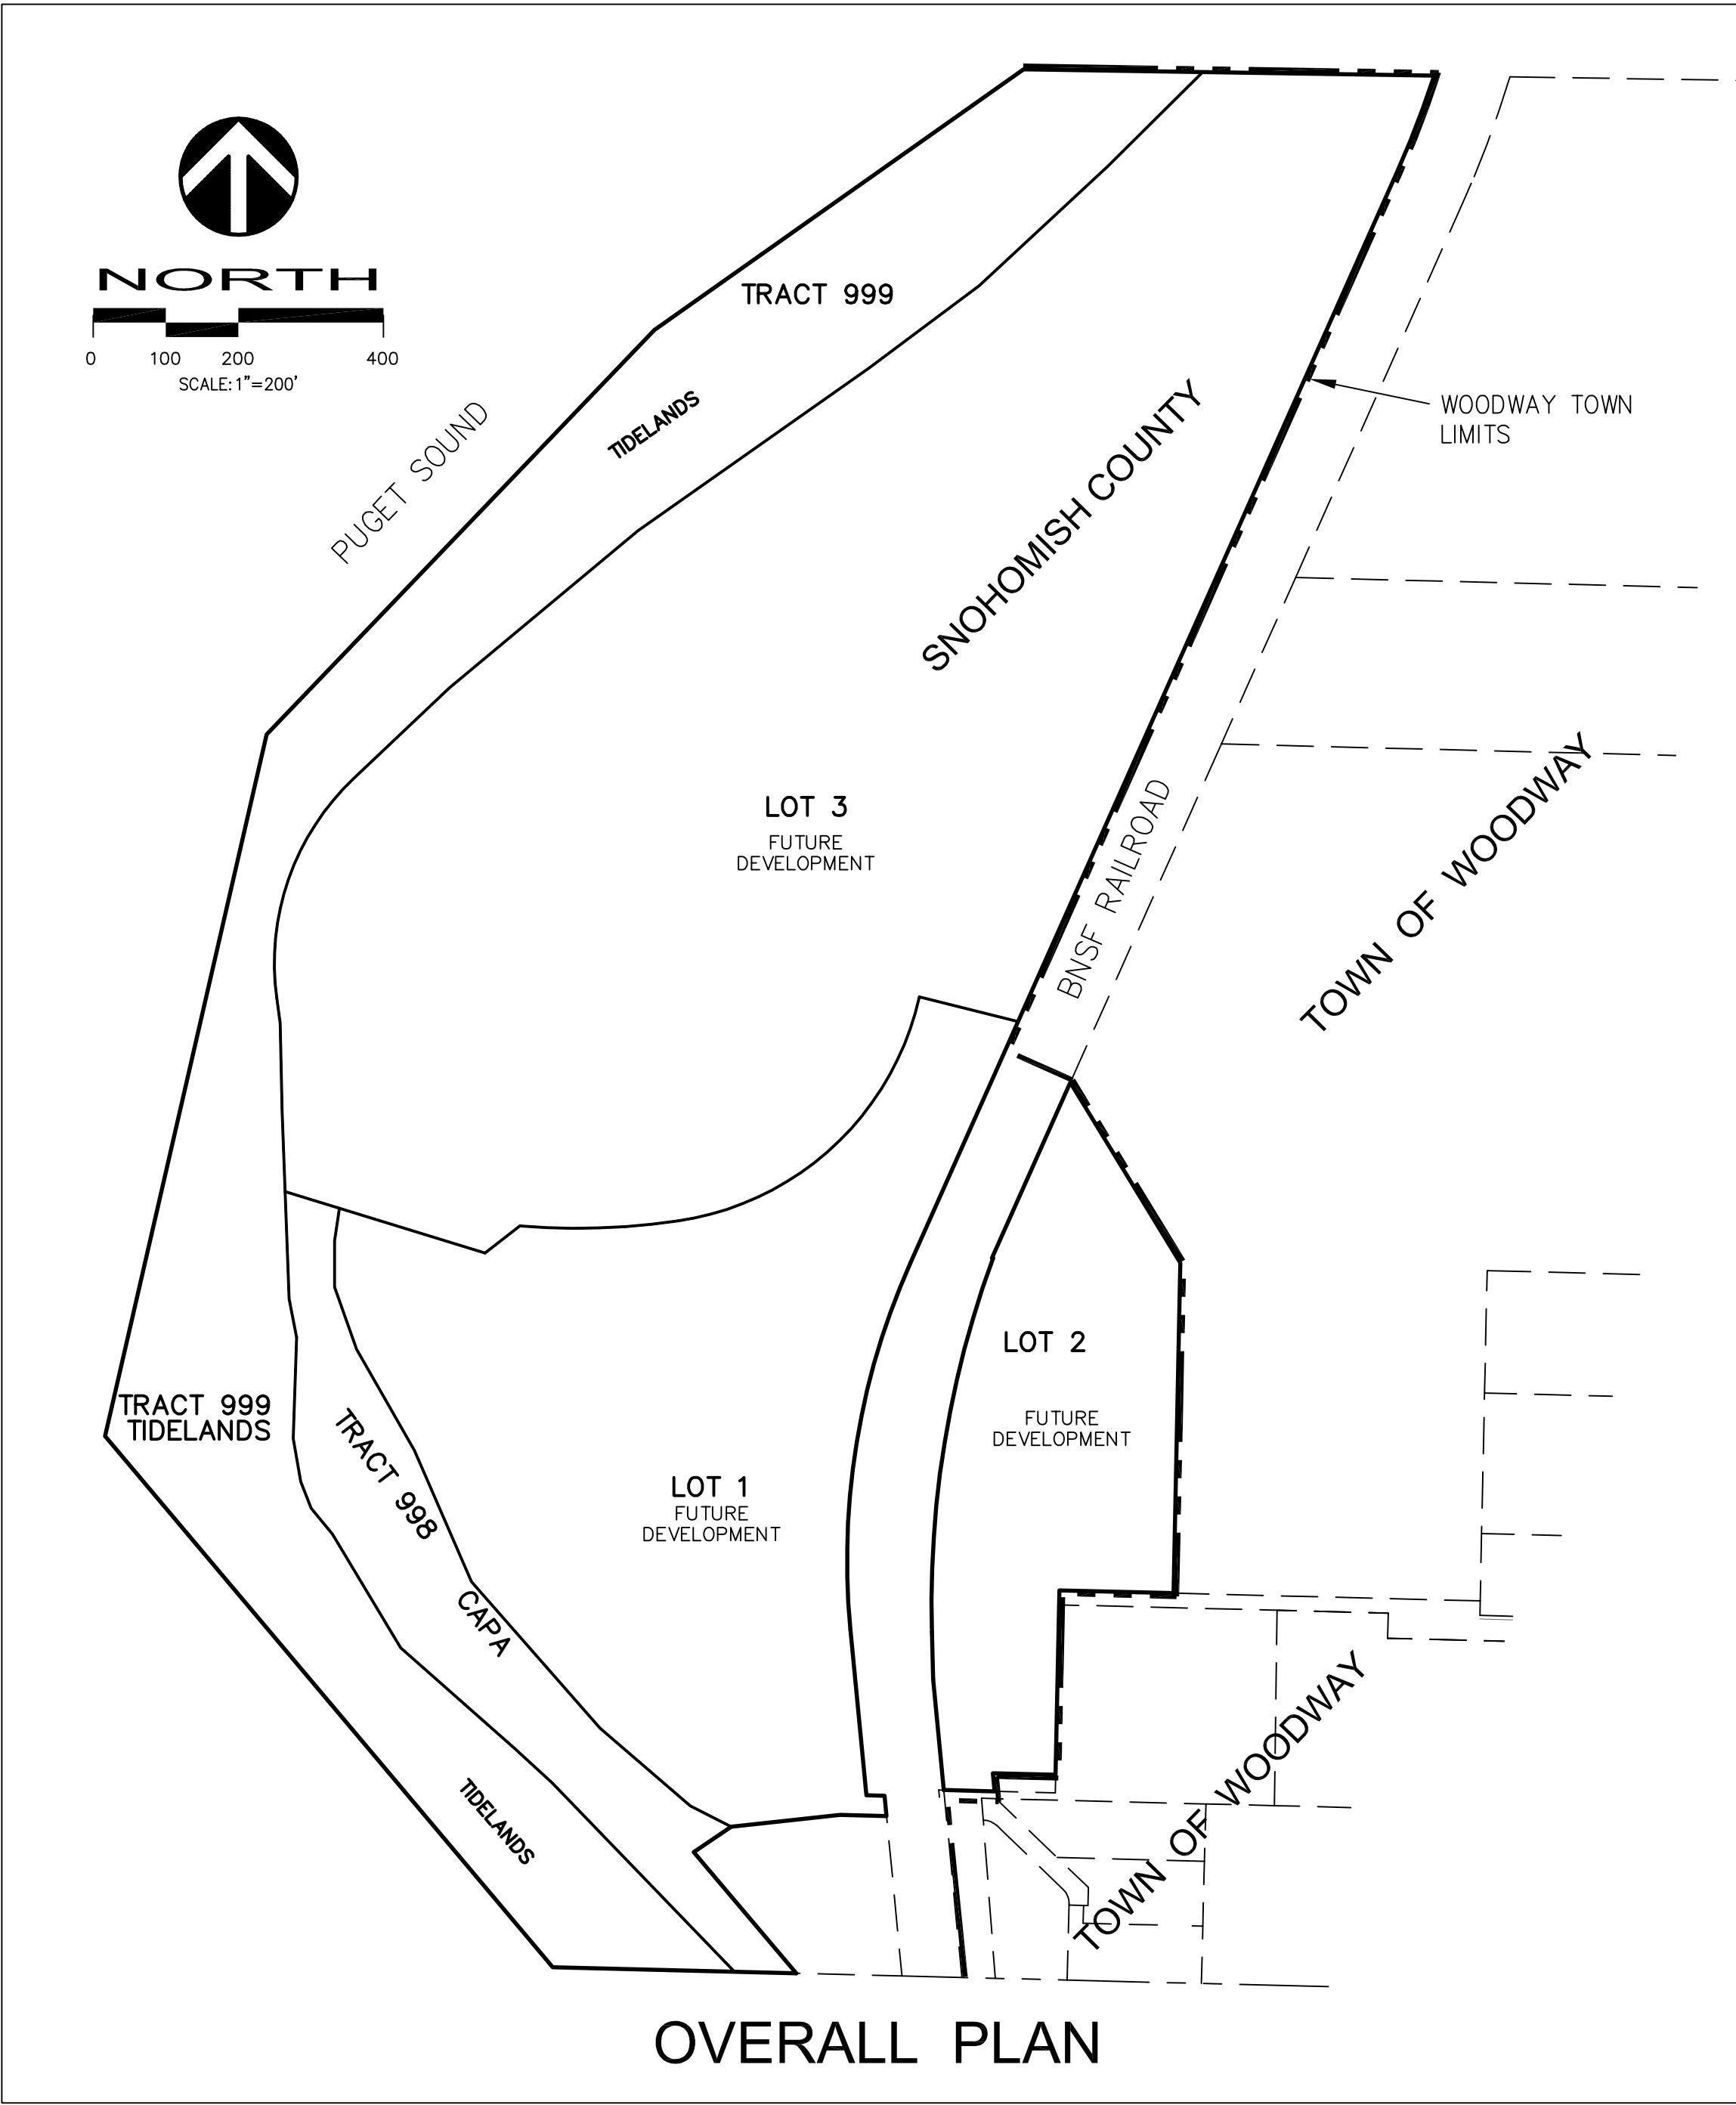 NORTH
0 100 200 400
SCALE: 1"=200'
TRACT 999
TIDELANDS
PUGET SOUND
WOODWAY TOWN
LIMITS
SNOHOMISH COUNTY
LOT 3
FUTURE
DEVELOPMENT
BNSF RAILROAD
TOWN OF WOODWAY
LOT 2
FUTURE
DEVELOPMENT
TRACT 999
TIDELANDS
TRACT 998
CAPA
LOT 1
FUTURE
DEVELOPMENT
TIDELANDS
TOWN OF WOODWAY
OVERALL PLAN